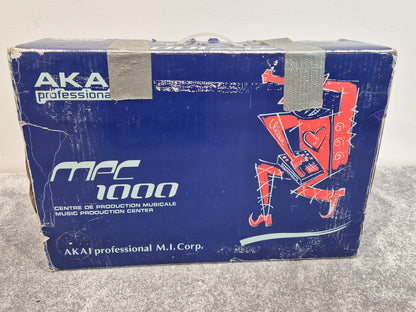 AKAI
professional
MPC
1000
CENTRE DE PRODUCTION MUSICALE
MUSIC PRODUCTION CENTER
AKAI professional M.I. Corp.